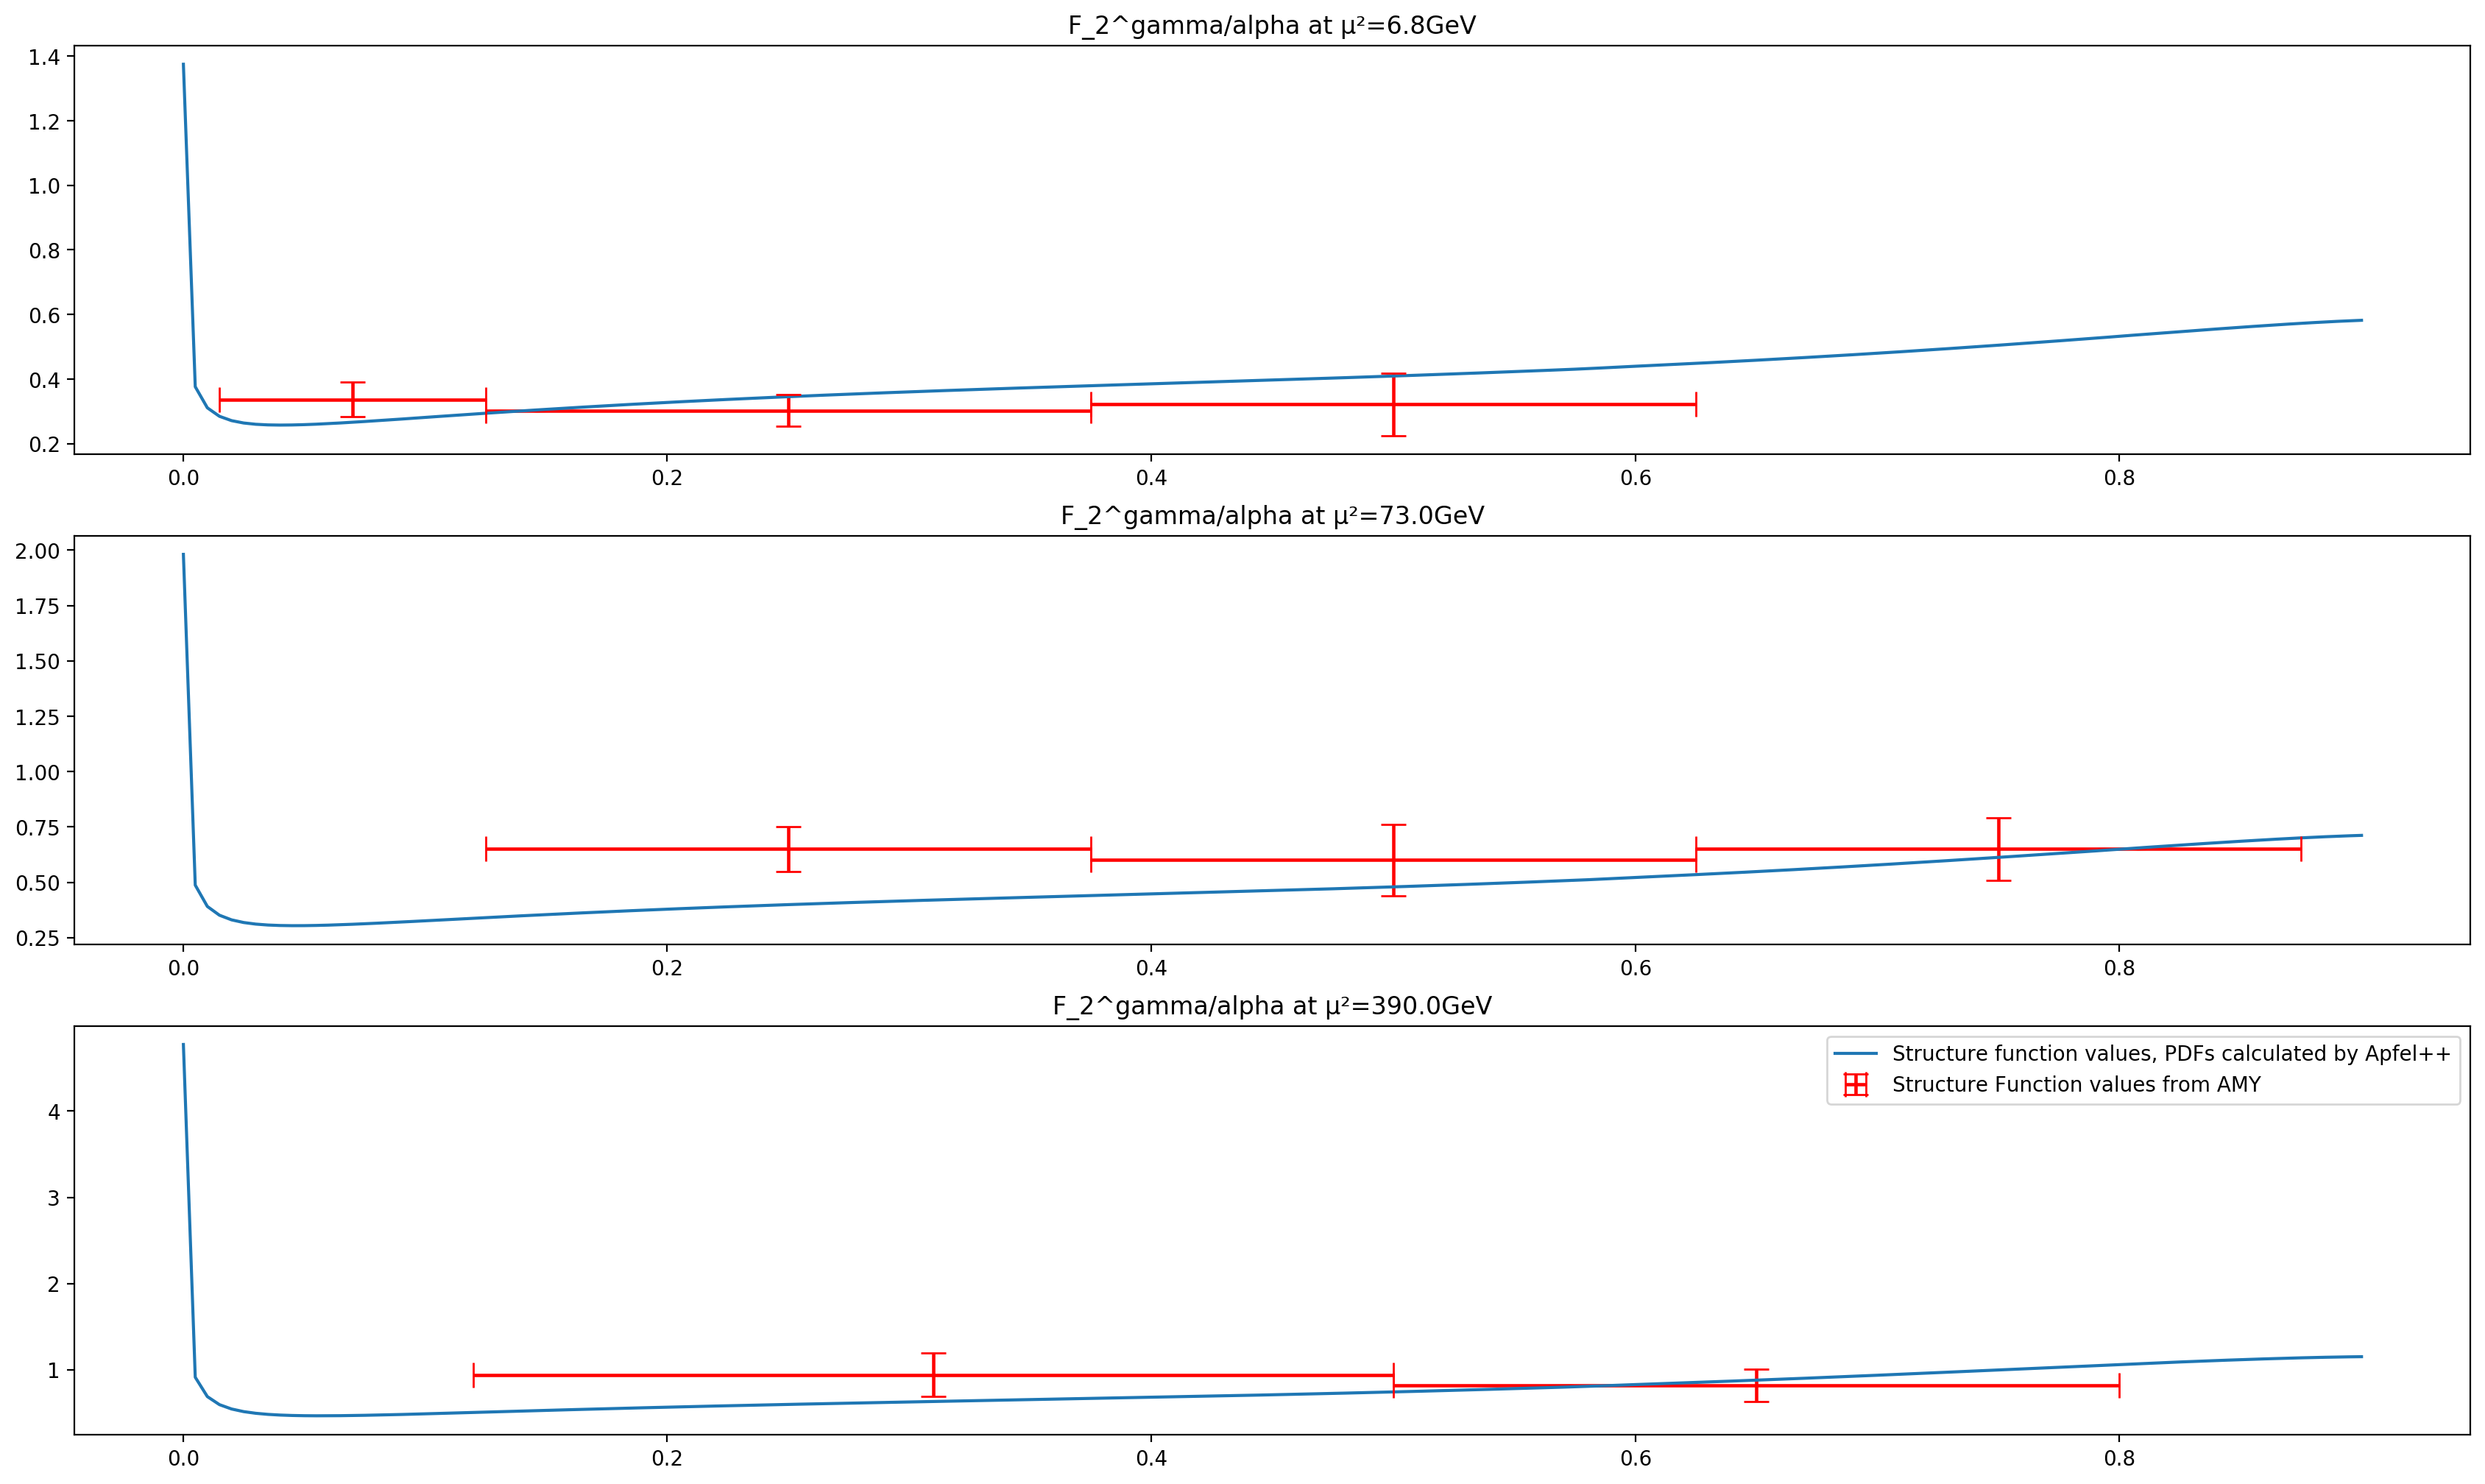 F_2^gamma/alpha at μ²=6.8GeV
1.4
1.2
1.0
0.8
0.6
0.4
0.2
0.0 0.2 0.4 0.6 0.8
F_2^gamma/alpha at μ²=73.0GeV
2.00
1.75
1.50
1.25
1.00
0.75
0.50
0.25
0.0 0.2 0.4 0.6 0.8
F_2^gamma/alpha at μ²=390.0GeV
Structure function values, PDFs calculated by Apfel++
Structure Function values from AMY
4
3
2
1
0.0 0.2 0.4 0.6 0.8